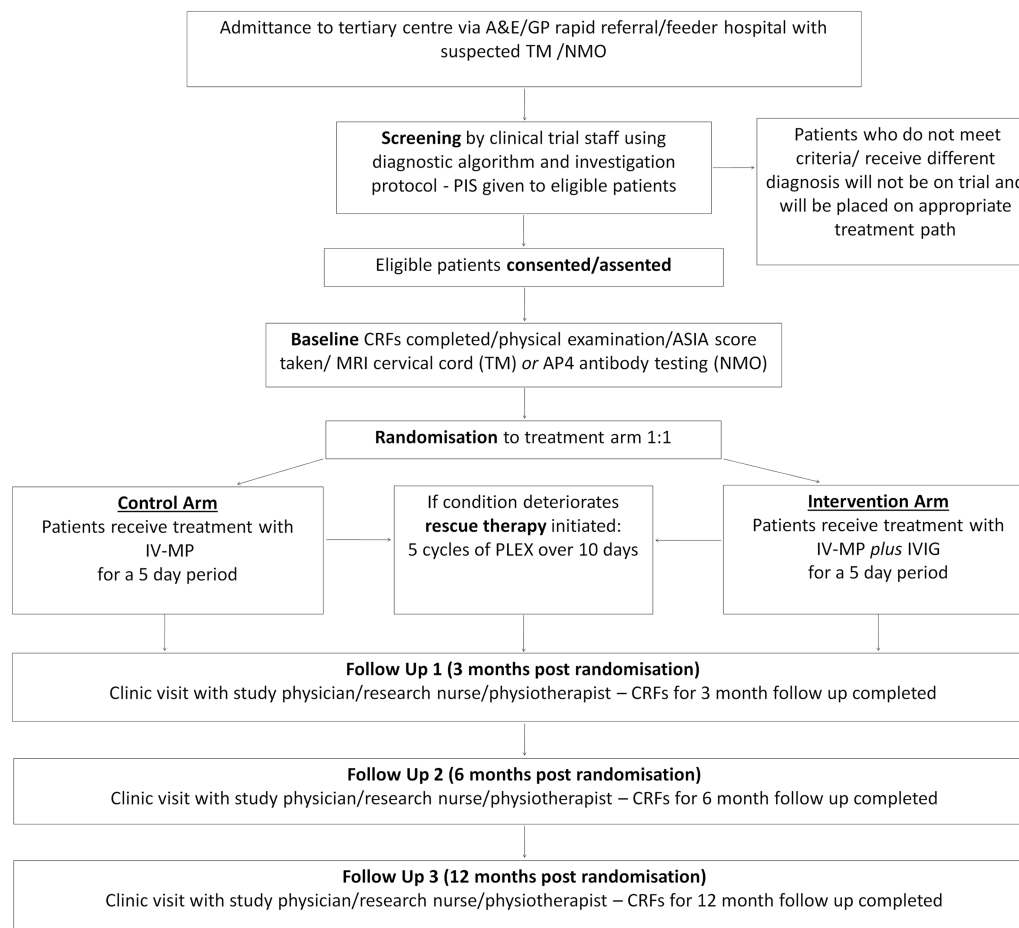 Admittance to tertiary centre via A&E/GP rapid referral/feeder hospital with
suspected TM /NMO
Screening by clinical trial staff using
diagnostic algorithm and investigation
protocol - PIS given to eligible patients
Patients who do not meet
criteria/ receive different
diagnosis will not be on trial and
will be placed on appropriate
treatment path
Eligible patients consented/assented
Baseline CRFs completed/physical examination/ASIA score
taken/ MRI cervical cord (TM) or AP4 antibody testing (NMO)
Randomisation to treatment arm 1:1
Control Arm
Patients receive treatment with
IV-MP
for a 5 day period
If condition deteriorates
rescue therapy initiated:
5 cycles of PLEX over 10 days
Intervention Arm
Patients receive treatment with
IV-MP plus IVIG
for a 5 day period
Follow Up 1 (3 months post randomisation)
Clinic visit with study physician/research nurse/physiotherapist – CRFs for 3 month follow up completed
Follow Up 2 (6 months post randomisation)
Clinic visit with study physician/research nurse/physiotherapist – CRFs for 6 month follow up completed
Follow Up 3 (12 months post randomisation)
Clinic visit with study physician/research nurse/physiotherapist – CRFs for 12 month follow up completed